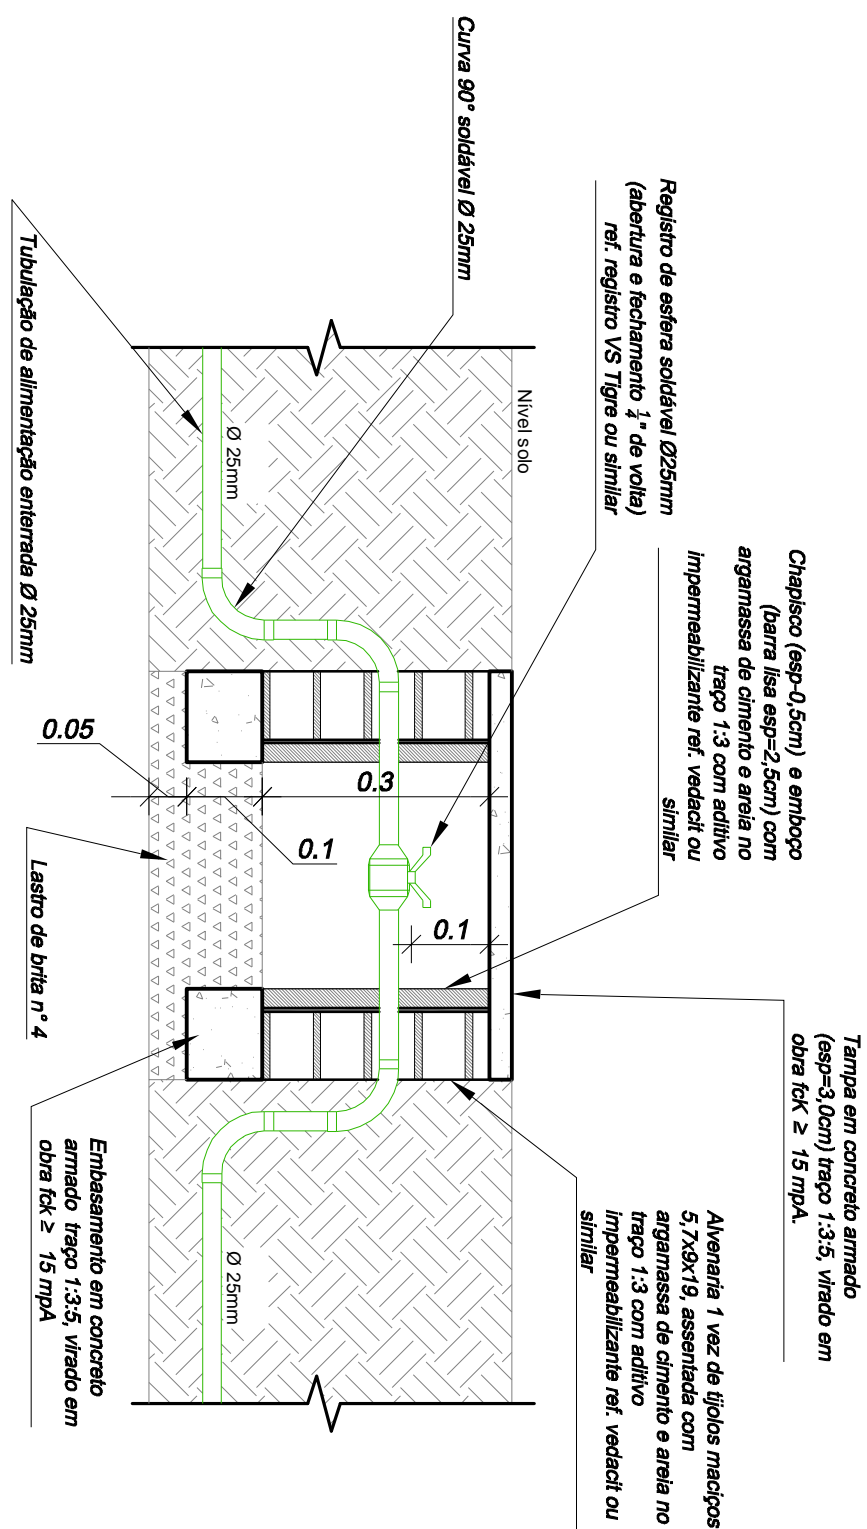 Curva 90° soldável Ø 25mm
Registro de esfera soldável Ø25mm
(abertura e fechamento 1/4" de volta)
ref. registro VS Tigre ou similar
Chapisco (esp-0,5cm) e emboço
(barra lisa esp=2,5cm) com
argamassa de cimento e areia no
traço 1:3 com aditivo
impermeabilizante ref. vedacit ou
similar
Tampa em concreto armado
(esp=3,0cm) traço 1:3:5, virado em
obra fcK ≥ 15 mpA.
Alvenaria 1 vez de tijolos maciços
5,7x9x19, assentada com
argamassa de cimento e areia no
traço 1:3 com aditivo
impermeabilizante ref. vedacit ou
similar
Nível solo
Ø 25mm
0.3
0.1
0.1
0.05
Ø 25mm
Tubulação de alimentação enterrada Ø 25mm
Lastro de brita n° 4
Embasamento em concreto
armado traço 1:3:5, virado em
obra fck ≥ 15 mpA